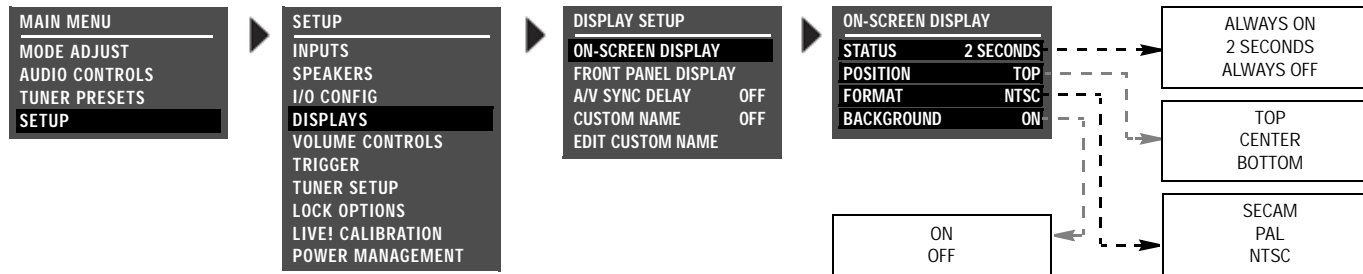 MAIN MENU
MODE ADJUST
AUDIO CONTROLS
TUNER PRESETS
SETUP
SETUP
INPUTS
SPEAKERS
I/O CONFIG
DISPLAYS
VOLUME CONTROLS
TRIGGER
TUNER SETUP
LOCK OPTIONS
LIVE! CALIBRATION
POWER MANAGEMENT
DISPLAY SETUP
ON-SCREEN DISPLAY
FRONT PANEL DISPLAY
A/V SYNC DELAY OFF
CUSTOM NAME OFF
EDIT CUSTOM NAME
ON-SCREEN DISPLAY
STATUS 2 SECONDS
POSITION TOP
FORMAT NTSC
BACKGROUND ON
ALWAYS ON
2 SECONDS
ALWAYS OFF
TOP
CENTER
BOTTOM
SECAM
PAL
NTSC
ON
OFF